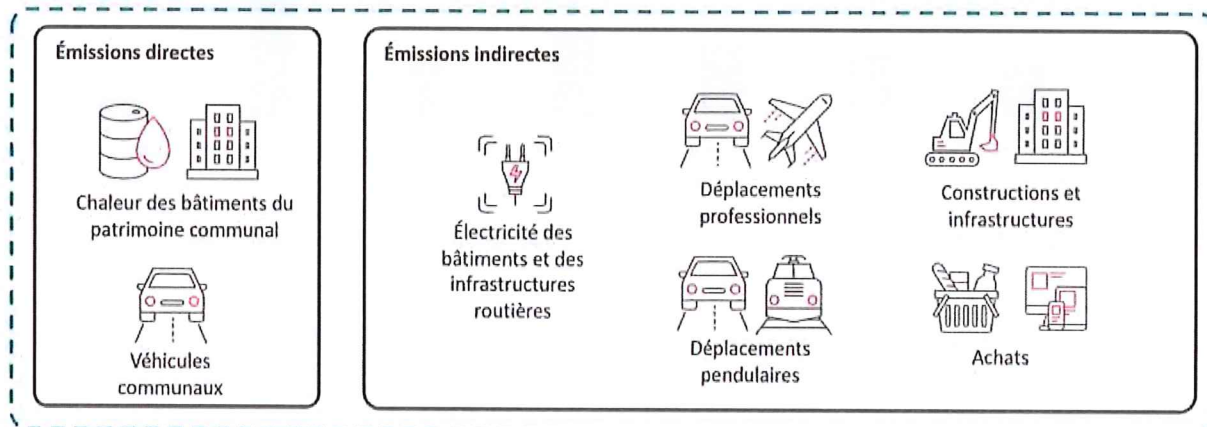 Émissions directes
Chaleur des bâtiments du
patrimoine communal
Véhicules
communaux
Émissions indirectes
Électricité des
bâtiments et des
infrastructures
routières
Déplacements
professionnels
Déplacements
pendulaires
Constructions et
infrastructures
Achats